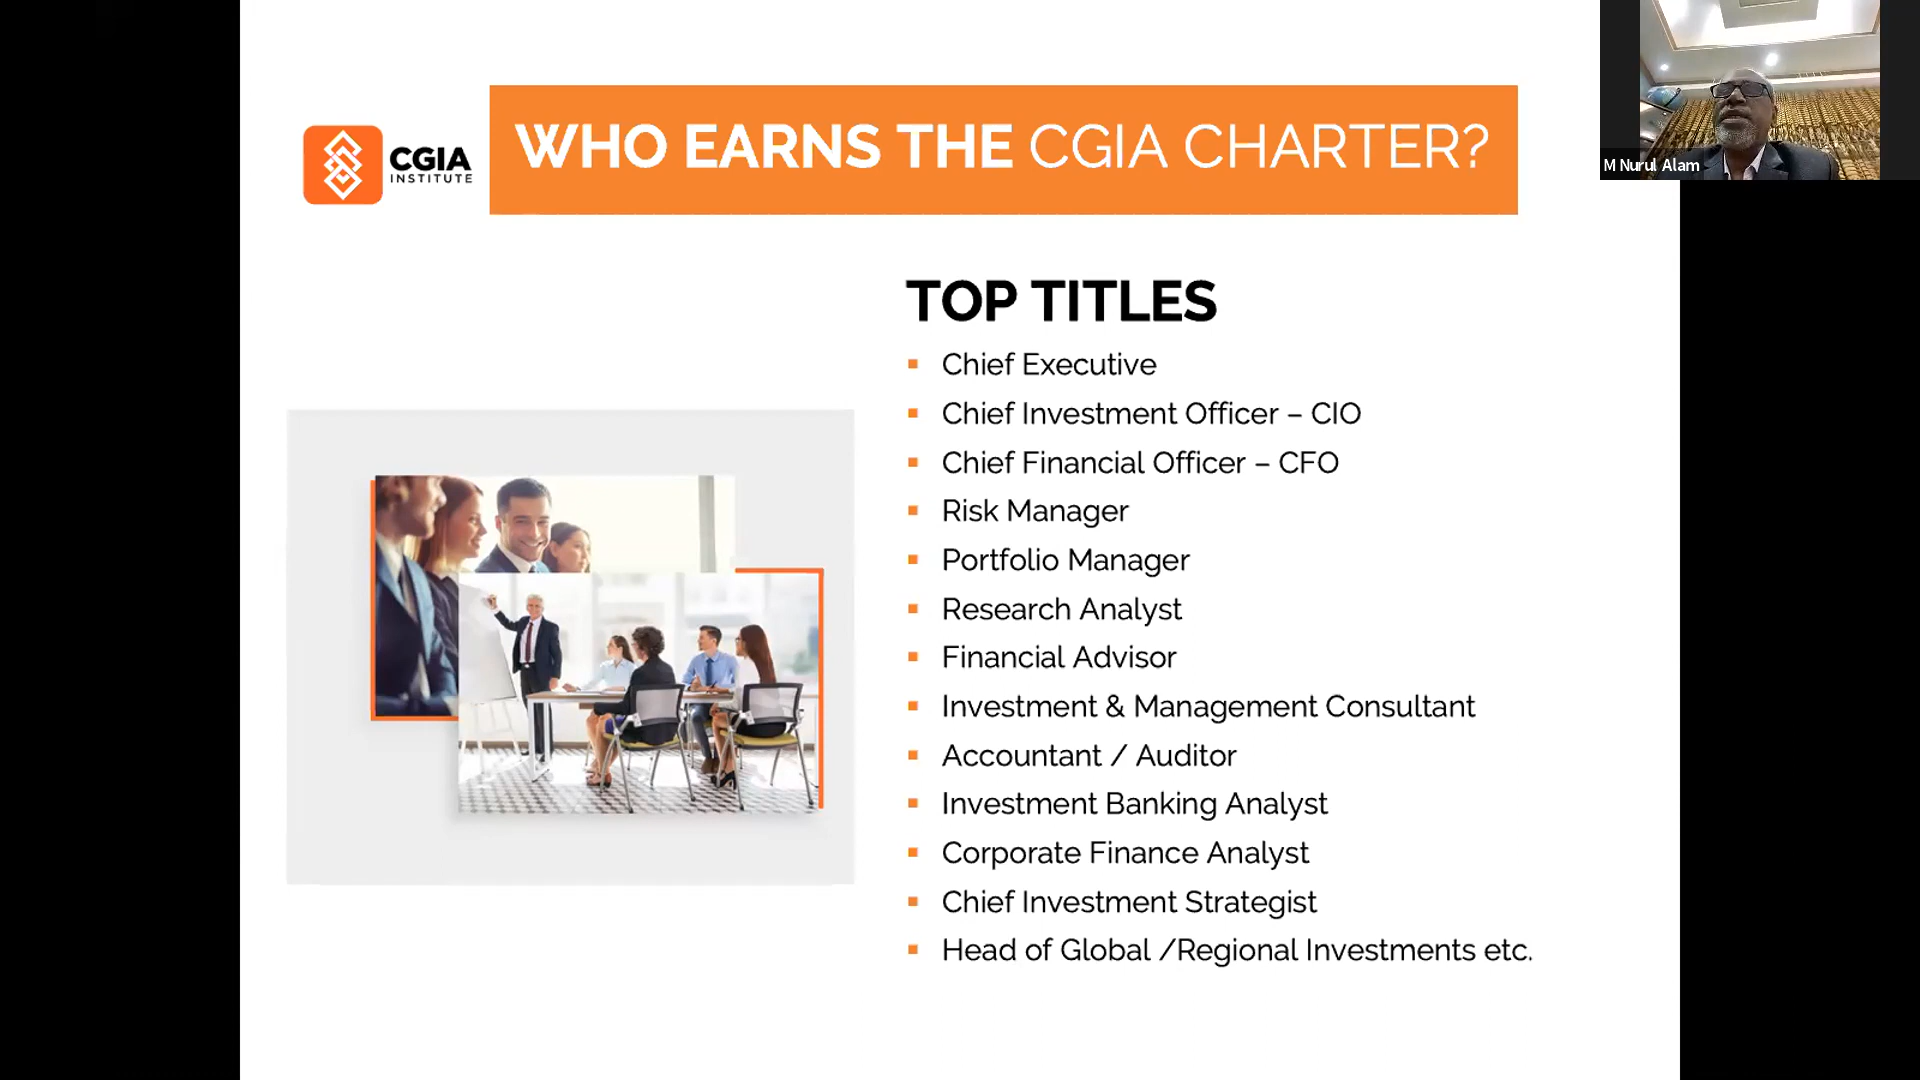 CGIA
INSTITUTE
WHO EARNS THE CGIA CHARTER?
M Nurul Alam
TOP TITLES
Chief Executive
Chief Investment Officer – CIO
Chief Financial Officer – CFO
Risk Manager
Portfolio Manager
Research Analyst
Financial Advisor
Investment & Management Consultant
Accountant / Auditor
Investment Banking Analyst
Corporate Finance Analyst
Chief Investment Strategist
Head of Global /Regional Investments etc.